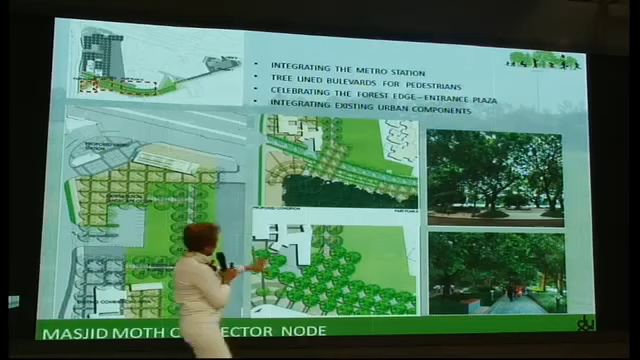 INTEGRATING THE METRO STATION
TREE LINED BULEVARDS FOR PEDESTRIANS
CELEBRATING THE FOREST EDGE—ENTRANCE PLAZA
INTEGRATING EXISTING URBAN COMPONENTS
MASJID MOTH C ECTOR NODE